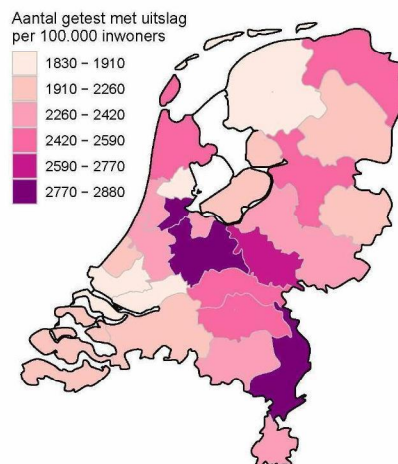 Aantal getest met uitslag
per 100.000 inwoners
1830 – 1910
1910 – 2260
2260 – 2420
2420 – 2590
2590 – 2770
2770 – 2880